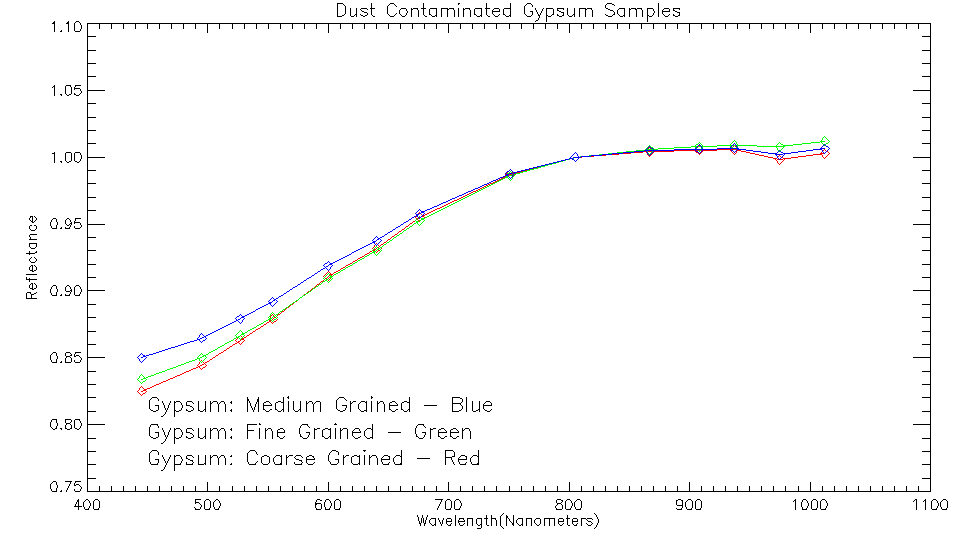 Dust Contaminated Gypsum Samples
1.10
1.05
1.00
0.95
0.90
0.85
0.80
0.75
Reflectance
Gypsum: Medium Grained – Blue
Gypsum: Fine Grained – Green
Gypsum: Coarse Grained – Red
400 500 600 700 800 900 1000 1100
Wavelength(Nanometers)